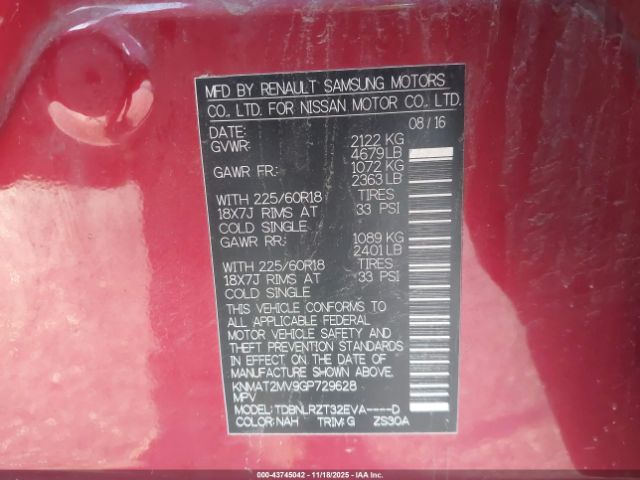 MFD BY RENAULT SAMSUNG MOTORS
CO., LTD. FOR NISSAN MOTOR CO., LTD.
DATE: 08/16
GVWR: 2122 KG
4679 LB
GAWR FR: 1072 KG
2363 LB
WITH 225/60R18 TIRES
18X7J RIMS AT 33 PSI
COLD SINGLE
GAWR RR: 1089 KG
2401 LB
WITH 225/60R18 TIRES
18X7J RIMS AT 33 PSI
COLD SINGLE
THIS VEHICLE CONFORMS TO
ALL APPLICABLE FEDERAL
MOTOR VEHICLE SAFETY AND
THEFT PREVENTION STANDARDS
IN EFFECT ON THE DATE OF
MANUFACTURE SHOWN ABOVE.
KNMAT2MV9GP729628
MPV
MODEL: TDBNLRZT32EVA----D
COLOR: NAH TRIM: G ZS30A
000-43745042 - 11/18/2025 - IAAI.COM